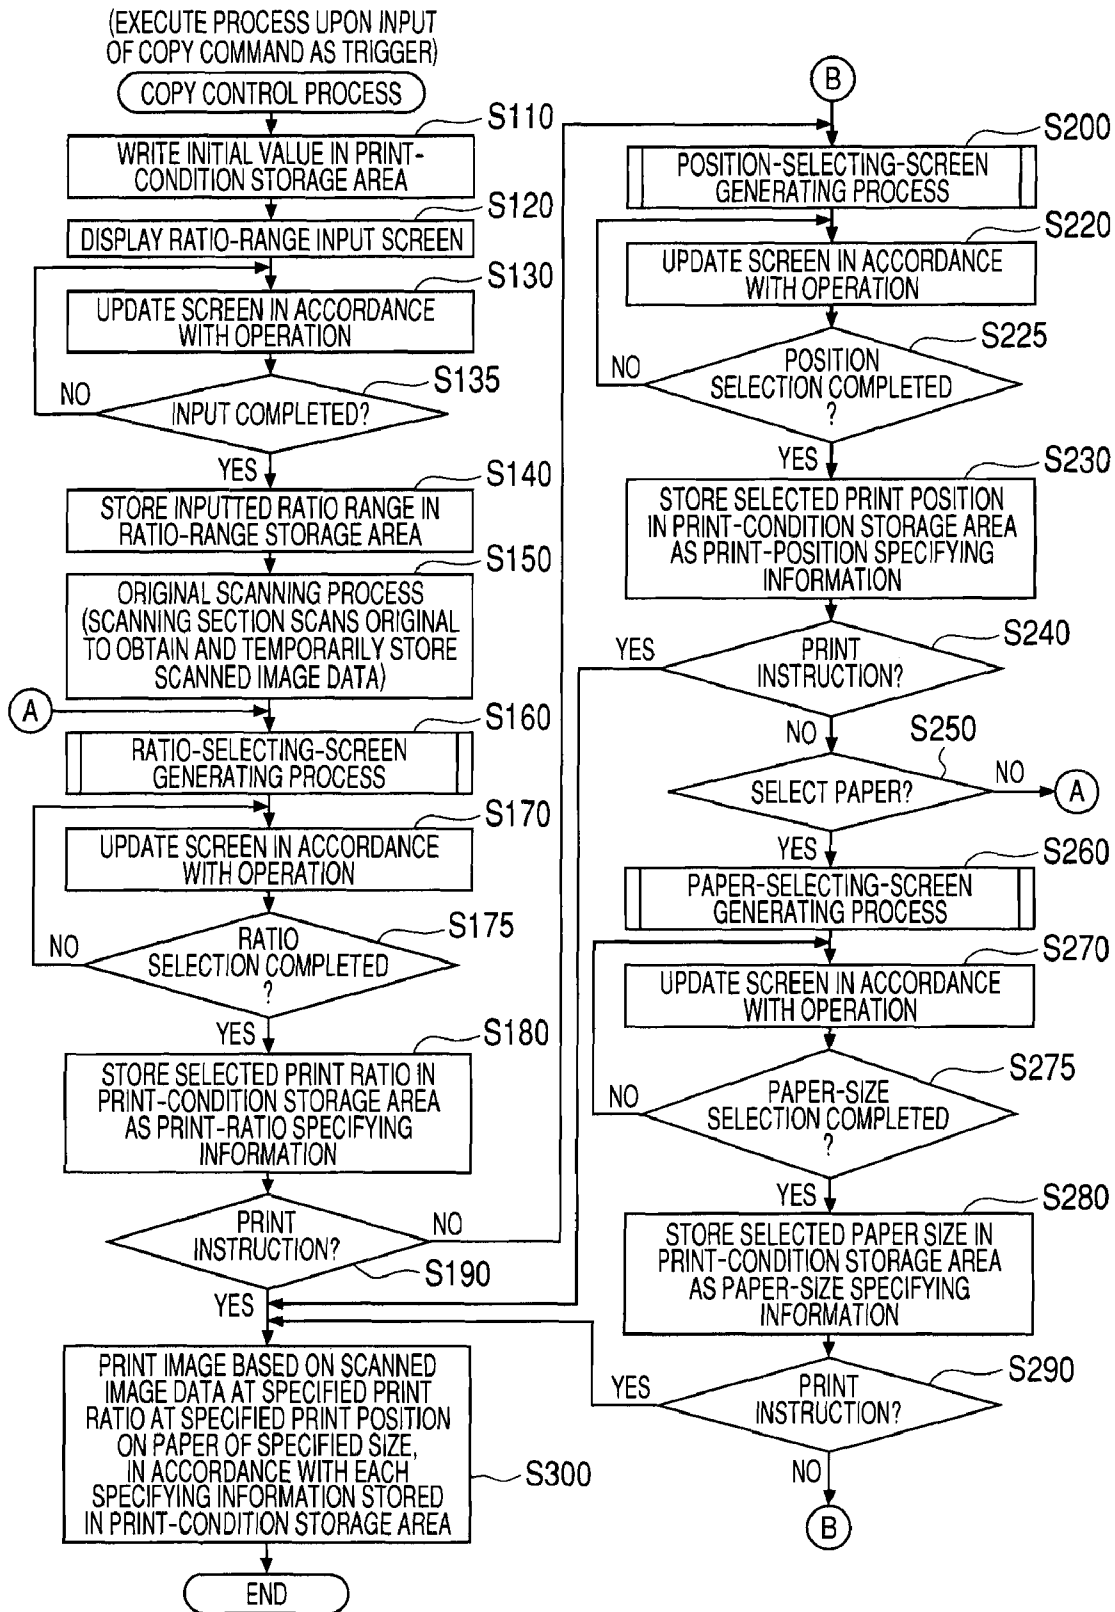 (EXECUTE PROCESS UPON INPUT
OF COPY COMMAND AS TRIGGER)
COPY CONTROL PROCESS
S110
WRITE INITIAL VALUE IN PRINT-
CONDITION STORAGE AREA
S120
DISPLAY RATIO-RANGE INPUT SCREEN
S130
UPDATE SCREEN IN ACCORDANCE
WITH OPERATION
S135
NO
INPUT COMPLETED?
YES
S140
STORE INPUTTED RATIO RANGE IN
RATIO-RANGE STORAGE AREA
S150
ORIGINAL SCANNING PROCESS
(SCANNING SECTION SCANS ORIGINAL
TO OBTAIN AND TEMPORARILY STORE
SCANNED IMAGE DATA)
A
S160
RATIO-SELECTING-SCREEN
GENERATING PROCESS
S170
UPDATE SCREEN IN ACCORDANCE
WITH OPERATION
S175
NO
RATIO
SELECTION COMPLETED
?
YES
S180
STORE SELECTED PRINT RATIO IN
PRINT-CONDITION STORAGE AREA
AS PRINT-RATIO SPECIFYING
INFORMATION
PRINT
INSTRUCTION?
NO
S190
YES
PRINT IMAGE BASED ON SCANNED
IMAGE DATA AT SPECIFIED PRINT
RATIO AT SPECIFIED PRINT POSITION
ON PAPER OF SPECIFIED SIZE,
IN ACCORDANCE WITH EACH
SPECIFYING INFORMATION STORED
IN PRINT-CONDITION STORAGE AREA
S300
END
B
S200
POSITION-SELECTING-SCREEN
GENERATING PROCESS
S220
UPDATE SCREEN IN ACCORDANCE
WITH OPERATION
S225
NO
POSITION
SELECTION COMPLETED
?
YES
S230
STORE SELECTED PRINT POSITION
IN PRINT-CONDITION STORAGE AREA
AS PRINT-POSITION SPECIFYING
INFORMATION
S240
YES
PRINT
INSTRUCTION?
NO
S250
SELECT PAPER?
NO
A
YES
S260
PAPER-SELECTING-SCREEN
GENERATING PROCESS
S270
UPDATE SCREEN IN ACCORDANCE
WITH OPERATION
S275
NO
PAPER-SIZE
SELECTION COMPLETED
?
YES
S280
STORE SELECTED PAPER SIZE IN
PRINT-CONDITION STORAGE AREA
AS PAPER-SIZE SPECIFYING
INFORMATION
S290
YES
PRINT
INSTRUCTION?
NO
B